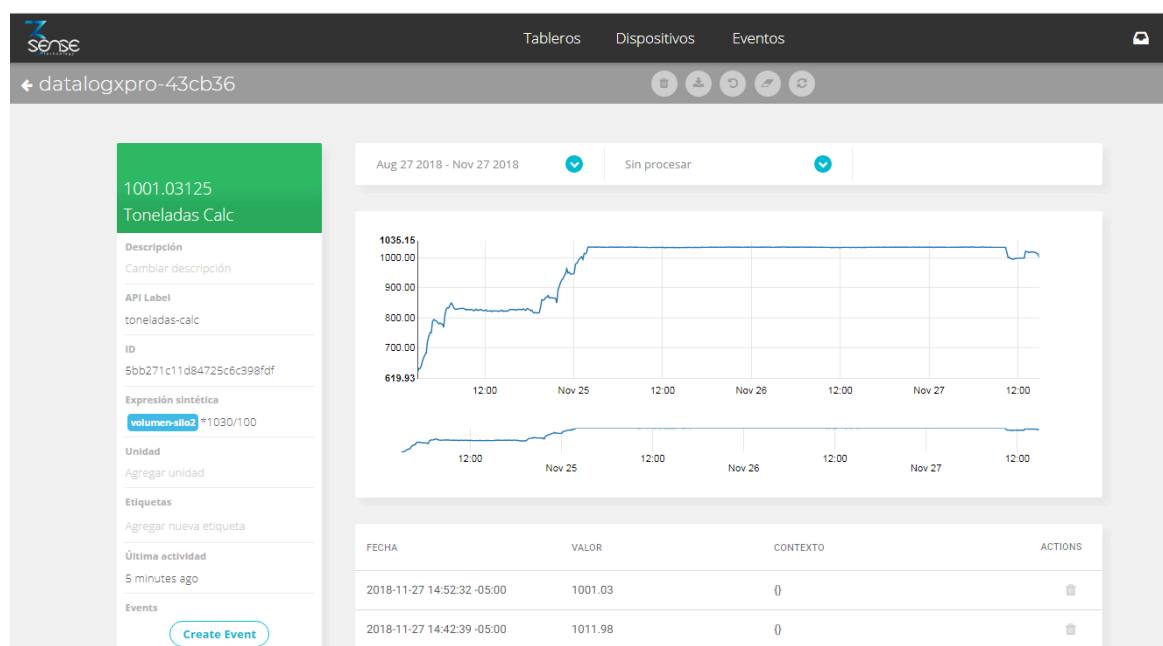 3
sense
technology
Tableros Dispositivos Eventos
datalogxpro-43cb36
1001.03125
Toneladas Calc
Descripción
Cambiar descripción
API Label
toneladas-calc
ID
5bb271c11d84725c6c398fdf
Expresión sintética
volumen-slio2 *1030/100
Unidad
Agregar unidad
Etiquetas
Agregar nueva etiqueta
Última actividad
5 minutes ago
Events
Create Event
Aug 27 2018 - Nov 27 2018 Sin procesar
1035.15
1000.00
900.00
800.00
700.00
619.93
12:00 Nov 25 12:00 Nov 26 12:00 Nov 27 12:00
12:00 Nov 25 12:00 Nov 26 12:00 Nov 27 12:00
FECHA VALOR CONTEXTO ACTIONS
2018-11-27 14:52:32 -05:00 1001.03 {}
2018-11-27 14:42:39 -05:00 1011.98 {}